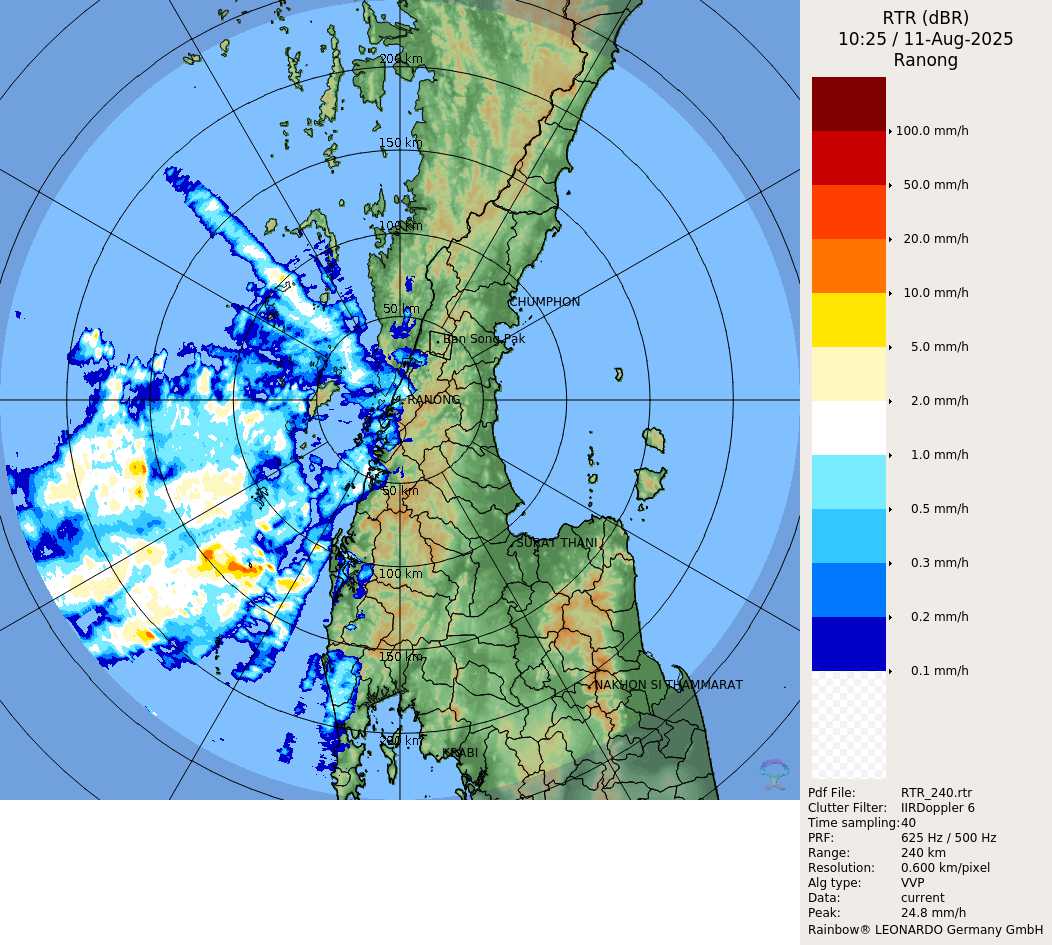 RTR (dBR)
10:25 / 11-Aug-2025
Ranong
200 km
150 km
100 km
50 km
CHUMPHON
Ban Song Pak
RANONG
50 km
SURAT THANI
100 km
150 km
NAKHON SI THAMMARAT
200 km
KRABI
100.0 mm/h
50.0 mm/h
20.0 mm/h
10.0 mm/h
5.0 mm/h
2.0 mm/h
1.0 mm/h
0.5 mm/h
0.3 mm/h
0.2 mm/h
0.1 mm/h
Pdf File: RTR_240.rtr
Clutter Filter: IIRDoppler 6
Time sampling: 40
PRF: 625 Hz / 500 Hz
Range: 240 km
Resolution: 0.600 km/pixel
Alg type: VVP
Data: current
Peak: 24.8 mm/h
Rainbow® LEONARDO Germany GmbH